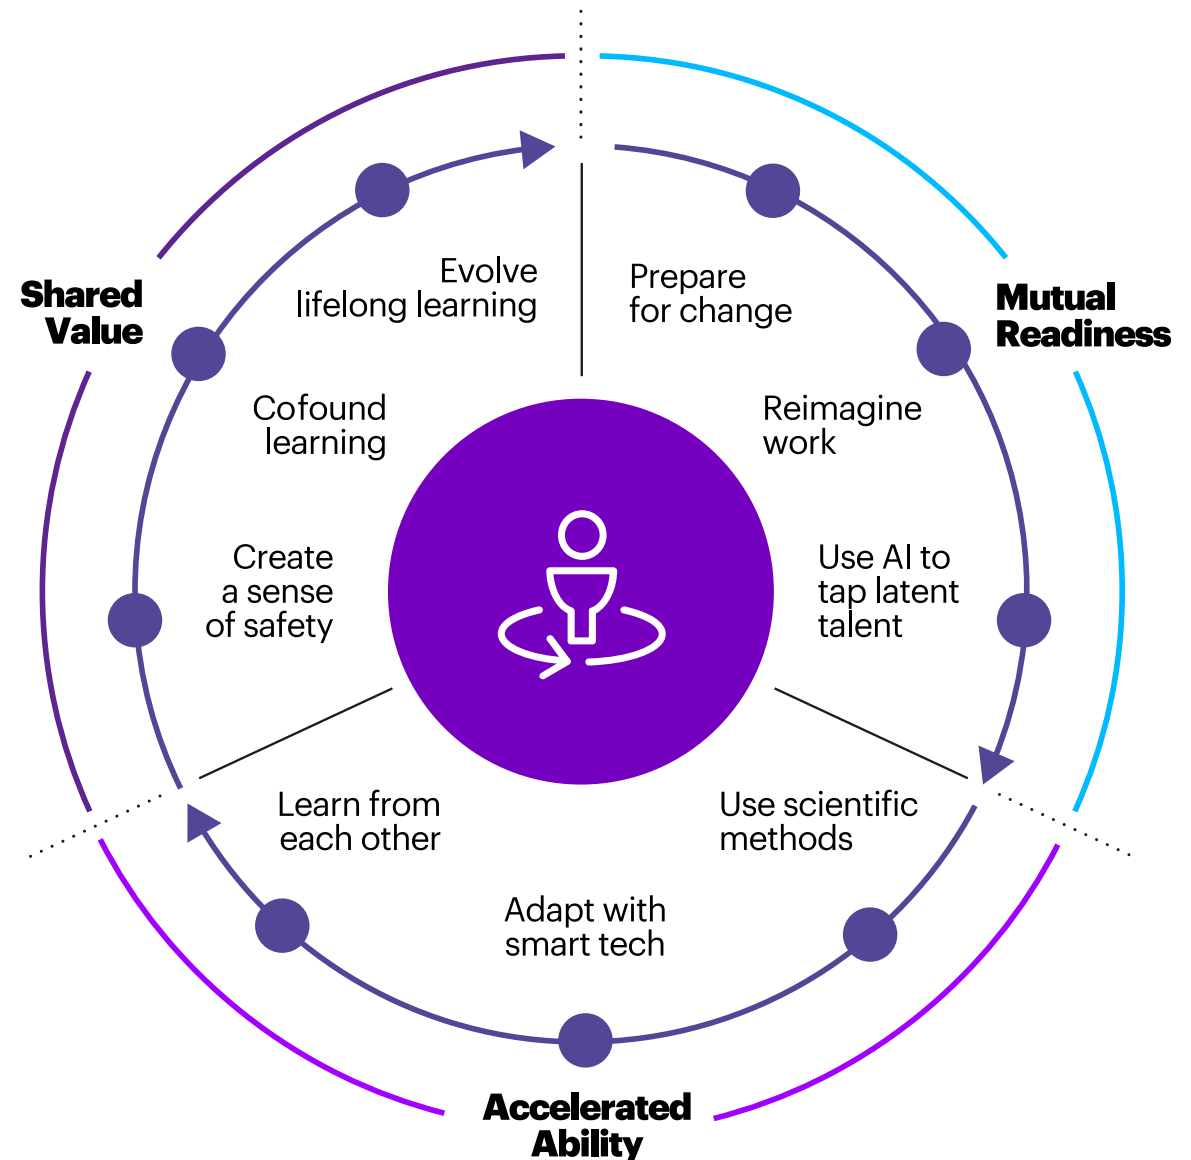 Mutual
Readiness
Prepare
for change
Reimagine
work
Use AI to
tap latent
talent
Accelerated
Ability
Use scientific
methods
Adapt with
smart tech
Learn from
each other
Shared
Value
Create
a sense
of safety
Cofound
learning
Evolve
lifelong learning